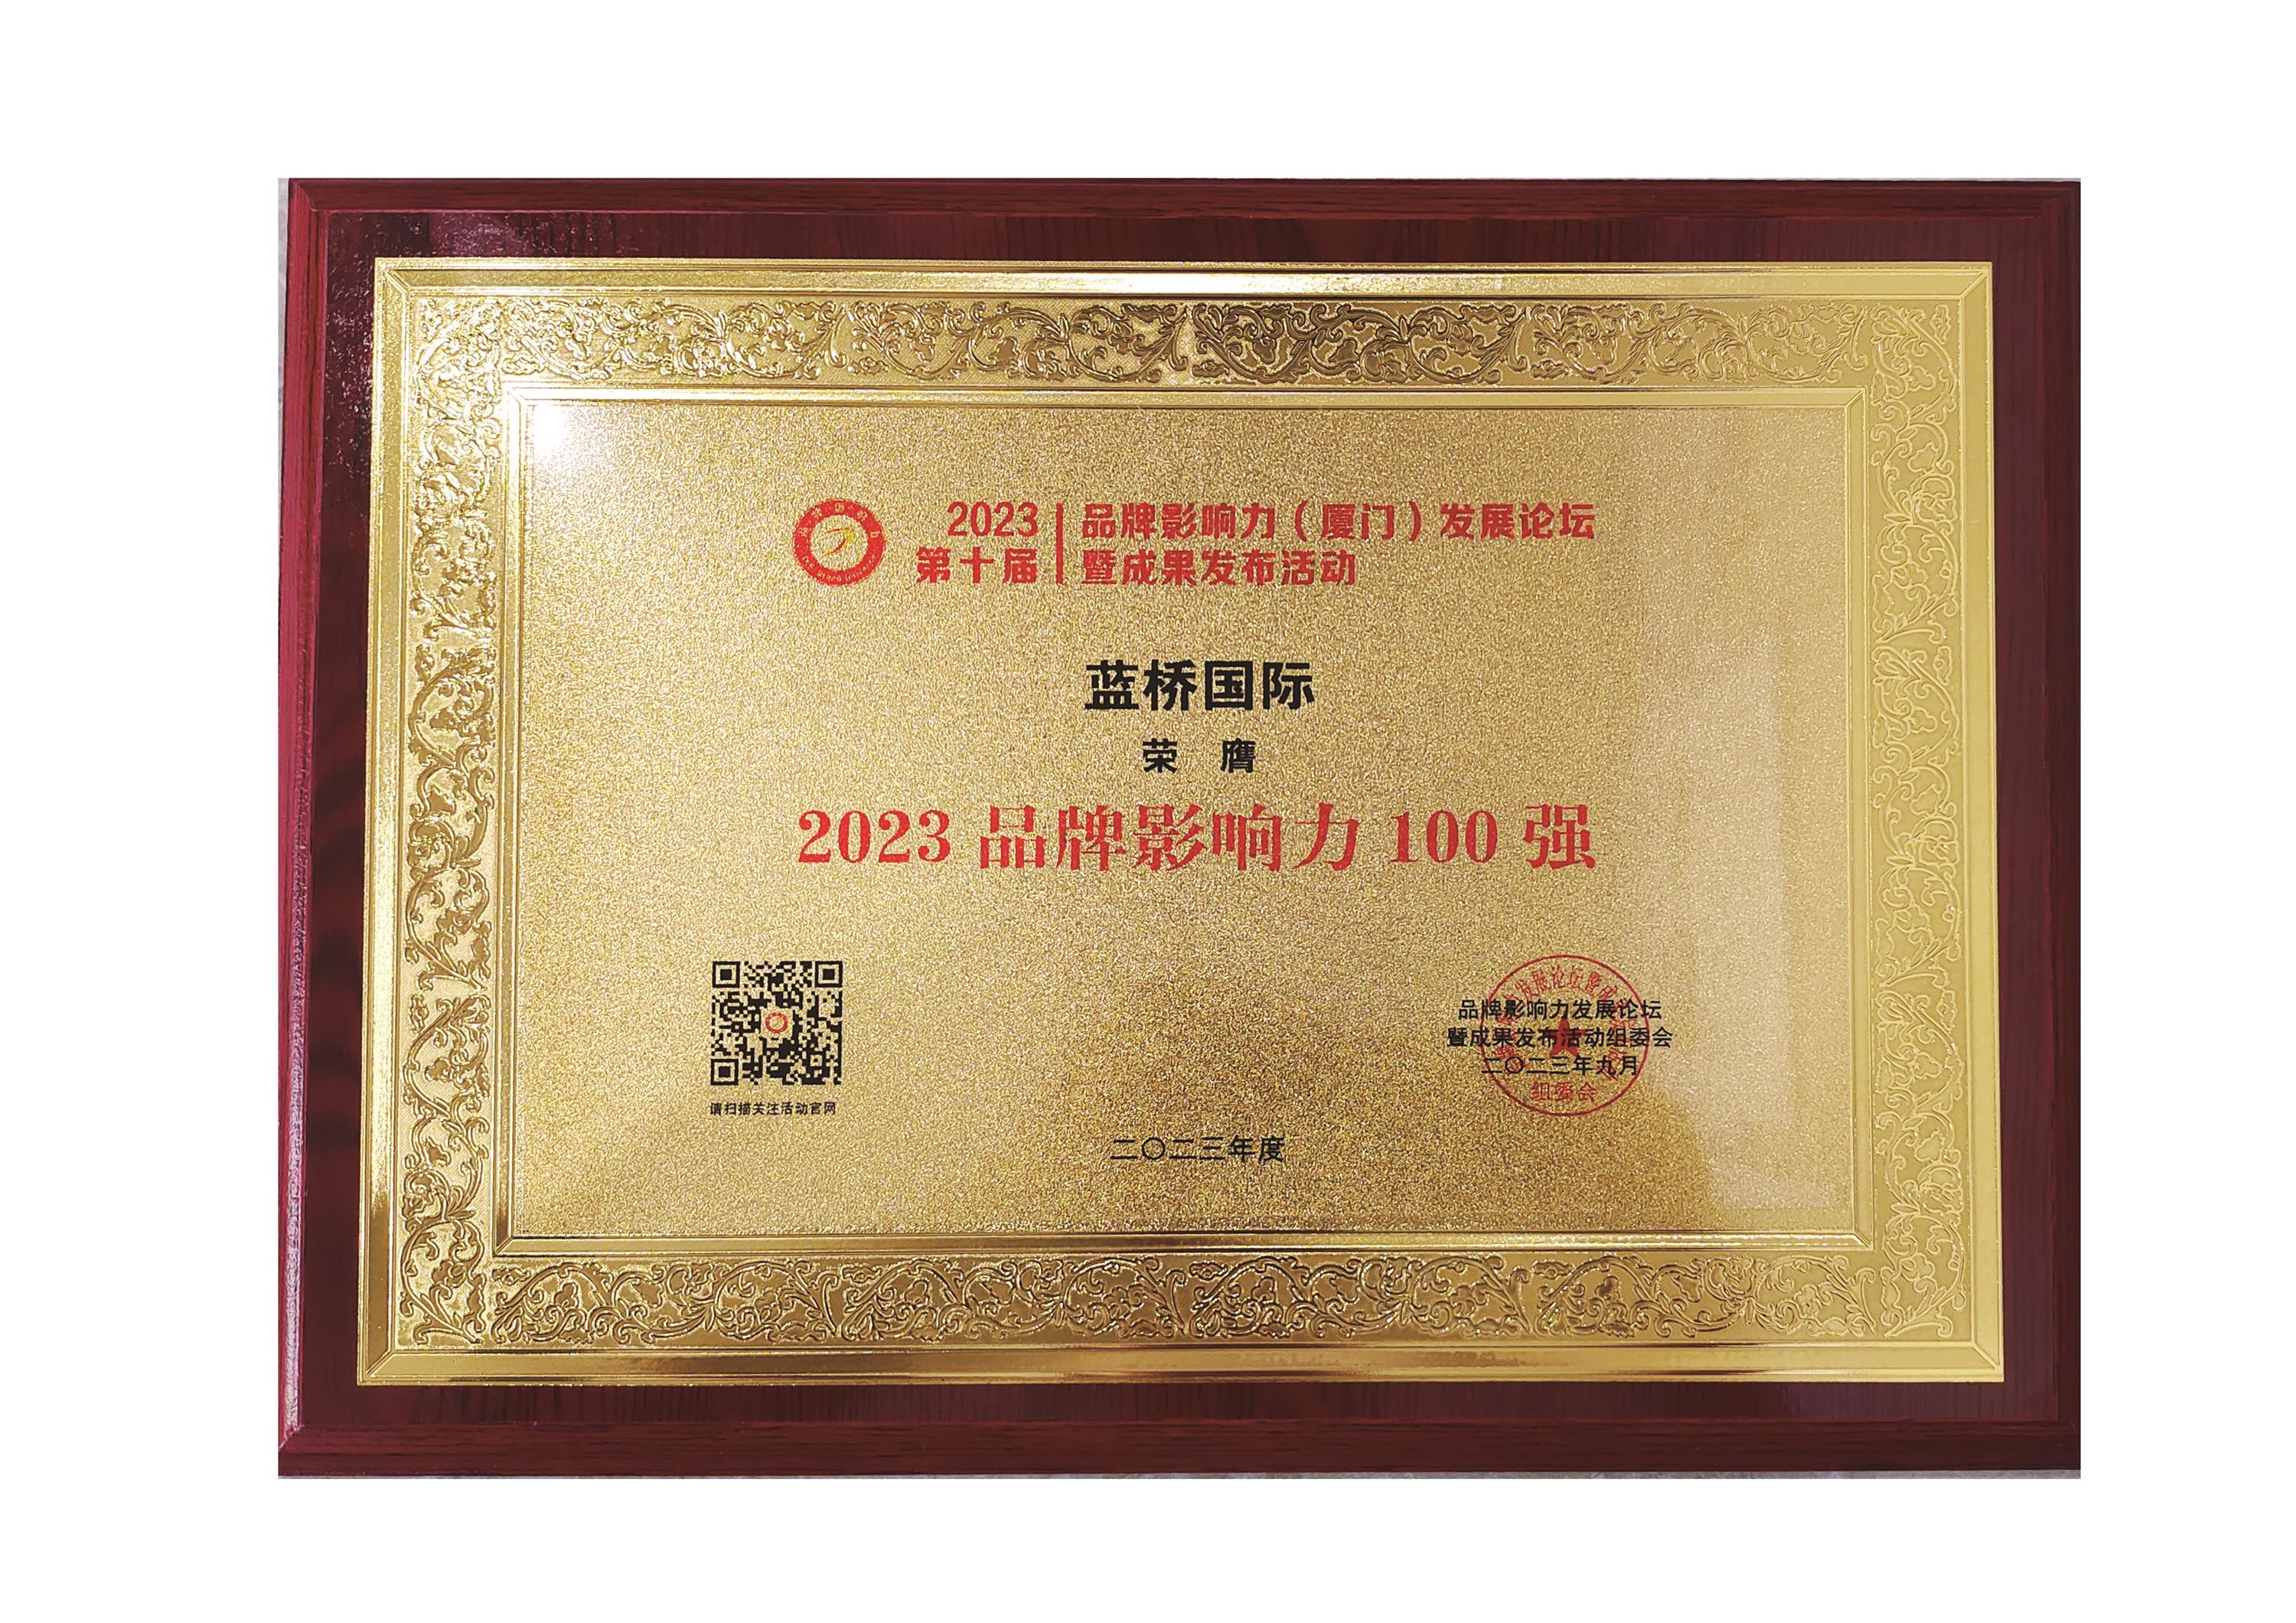 2023 品牌影响力（厦门）发展论坛
第十届 暨成果发布活动
蓝桥国际
荣 膺
2023 品牌影响力 100 强
请扫描关注活动官网
品牌影响力发展论坛
暨成果发布活动组委会
二〇二三年九月
组委会
二〇二三年度